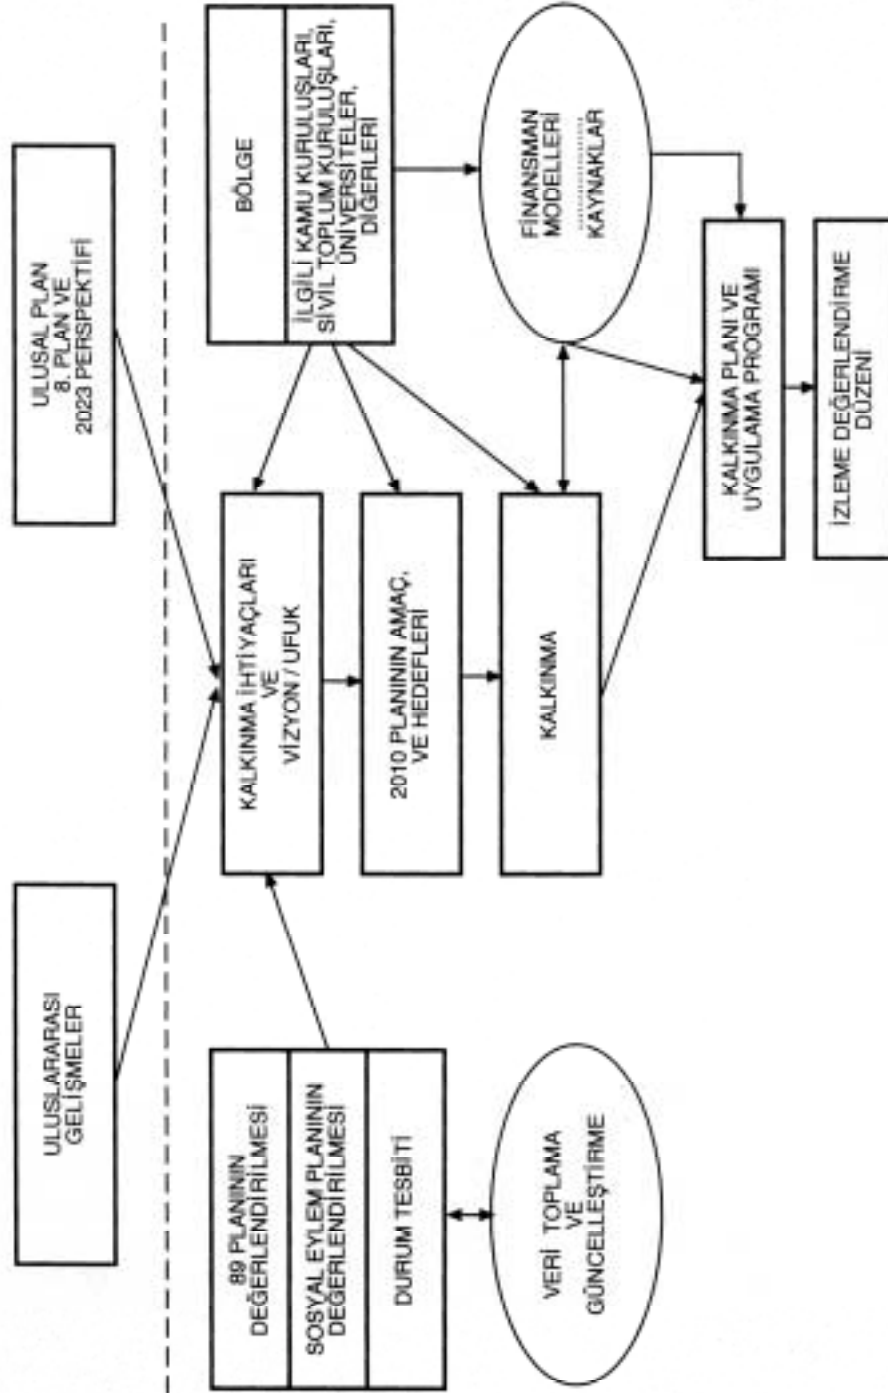 ULUSLARARASI
GELIŞMELER
ULUSAL PLAN
8. PLAN VE
2023 PERSPEKTİFİ
89 PLANININ
DEĞERLENDİRİLMESİ
SOSYAL EYLEM PLANININ
DEĞERLENDİRİLMESİ
DURUM TESBİTİ
VERİ TOPLAMA
VE
GÜNCELLEŞTİRME
KALKINMA İHTİYAÇLARI
VE
VİZYON / UFUK
2010 PLANININ AMAÇ,
VE HEDEFLERİ
KALKINMA
BÖLGE
İLGİLİ KAMU KURULUŞLARI,
SİVİL TOPLUM KURULUŞLARI,
ÜNİVERSİTELER,
DİĞERLERİ
FİNANSMAN
MODELLERİ
............
KAYNAKLAR
KALKINMA PLANI VE
UYGULAMA PROGRAMI
İZLEME DEĞERLENDİRME
DÜZENİ